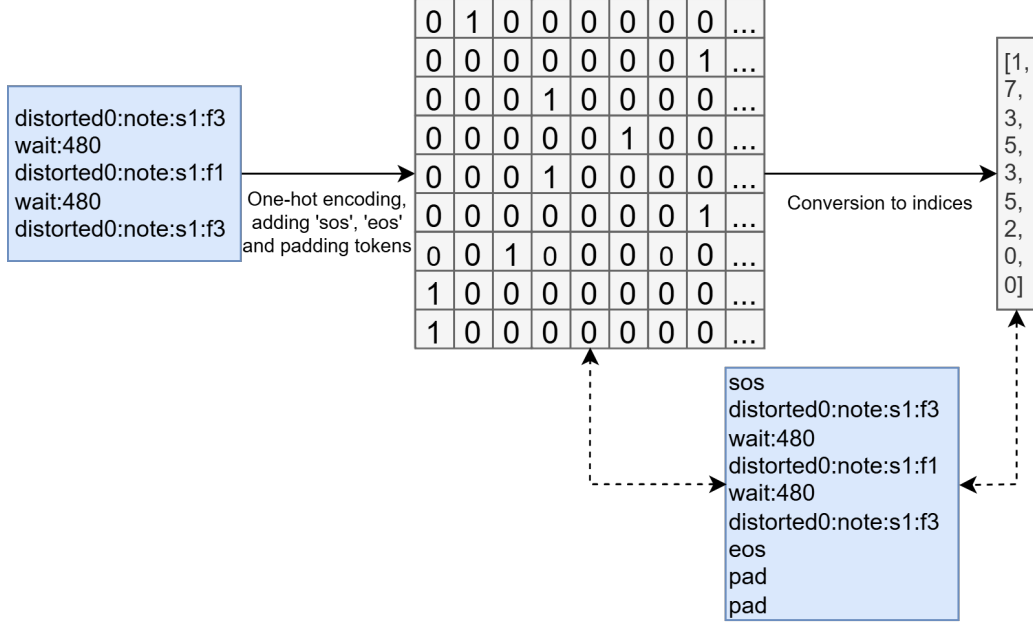 distorted0:note:s1:f3
wait:480
distorted0:note:s1:f1
wait:480
distorted0:note:s1:f3
One-hot encoding,
adding 'sos', 'eos'
and padding tokens
0 1 0 0 0 0 0 0 ...
0 0 0 0 0 0 0 1 ...
0 0 0 1 0 0 0 0 ...
0 0 0 0 0 1 0 0 ...
0 0 0 1 0 0 0 0 ...
0 0 0 0 0 0 0 1 ...
0 0 1 0 0 0 0 0 ...
1 0 0 0 0 0 0 0 ...
1 0 0 0 0 0 0 0 ...
Conversion to indices
[1,
7,
3,
5,
3,
5,
2,
0,
0]
sos
distorted0:note:s1:f3
wait:480
distorted0:note:s1:f1
wait:480
distorted0:note:s1:f3
eos
pad
pad